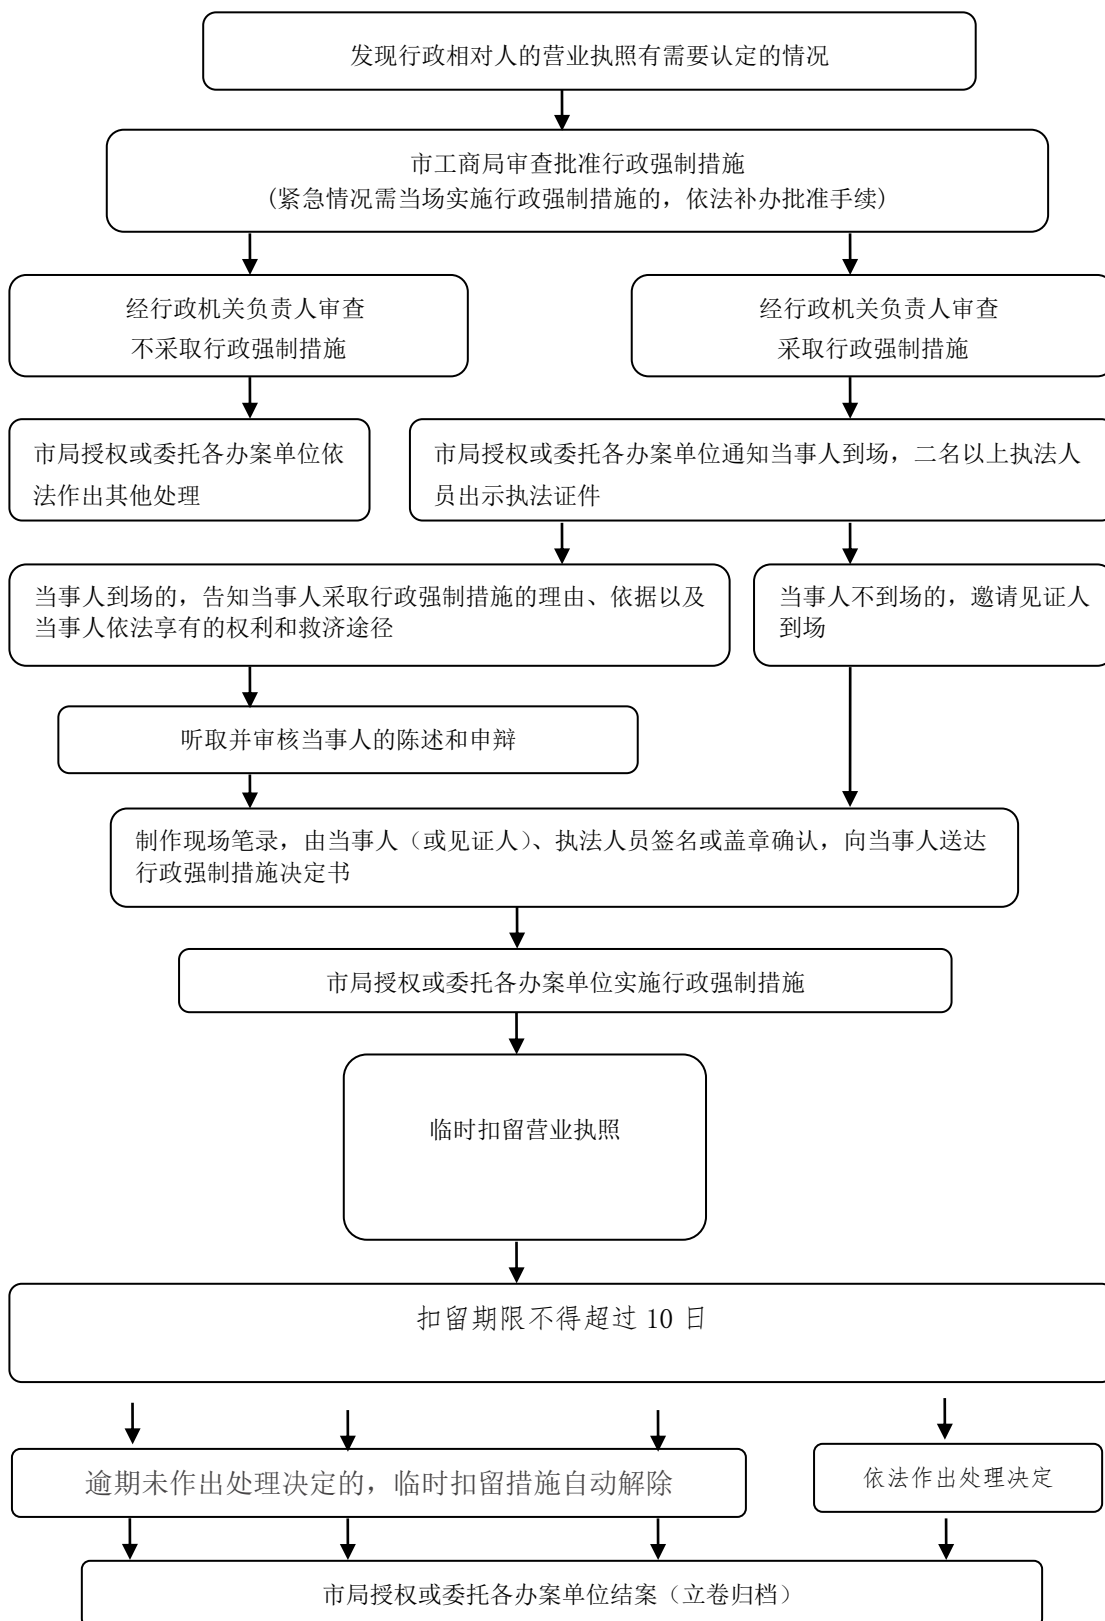 发现行政相对人的营业执照有需要认定的情况
市工商局审查批准行政强制措施
(紧急情况需当场实施行政强制措施的，依法补办批准手续)
经行政机关负责人审查
不采取行政强制措施
经行政机关负责人审查
采取行政强制措施
市局授权或委托各办案单位依
法作出其他处理
市局授权或委托各办案单位通知当事人到场，二名以上执法人
员出示执法证件
当事人到场的，告知当事人采取行政强制措施的理由、依据以及
当事人依法享有的权利和救济途径
当事人不到场的，邀请见证人
到场
听取并审核当事人的陈述和申辩
制作现场笔录，由当事人（或见证人）、执法人员签名或盖章确认，向当事人送达
行政强制措施决定书
市局授权或委托各办案单位实施行政强制措施
临时扣留营业执照
扣留期限不得超过 10 日
逾期未作出处理决定的，临时扣留措施自动解除
依法作出处理决定
市局授权或委托各办案单位结案（立卷归档）